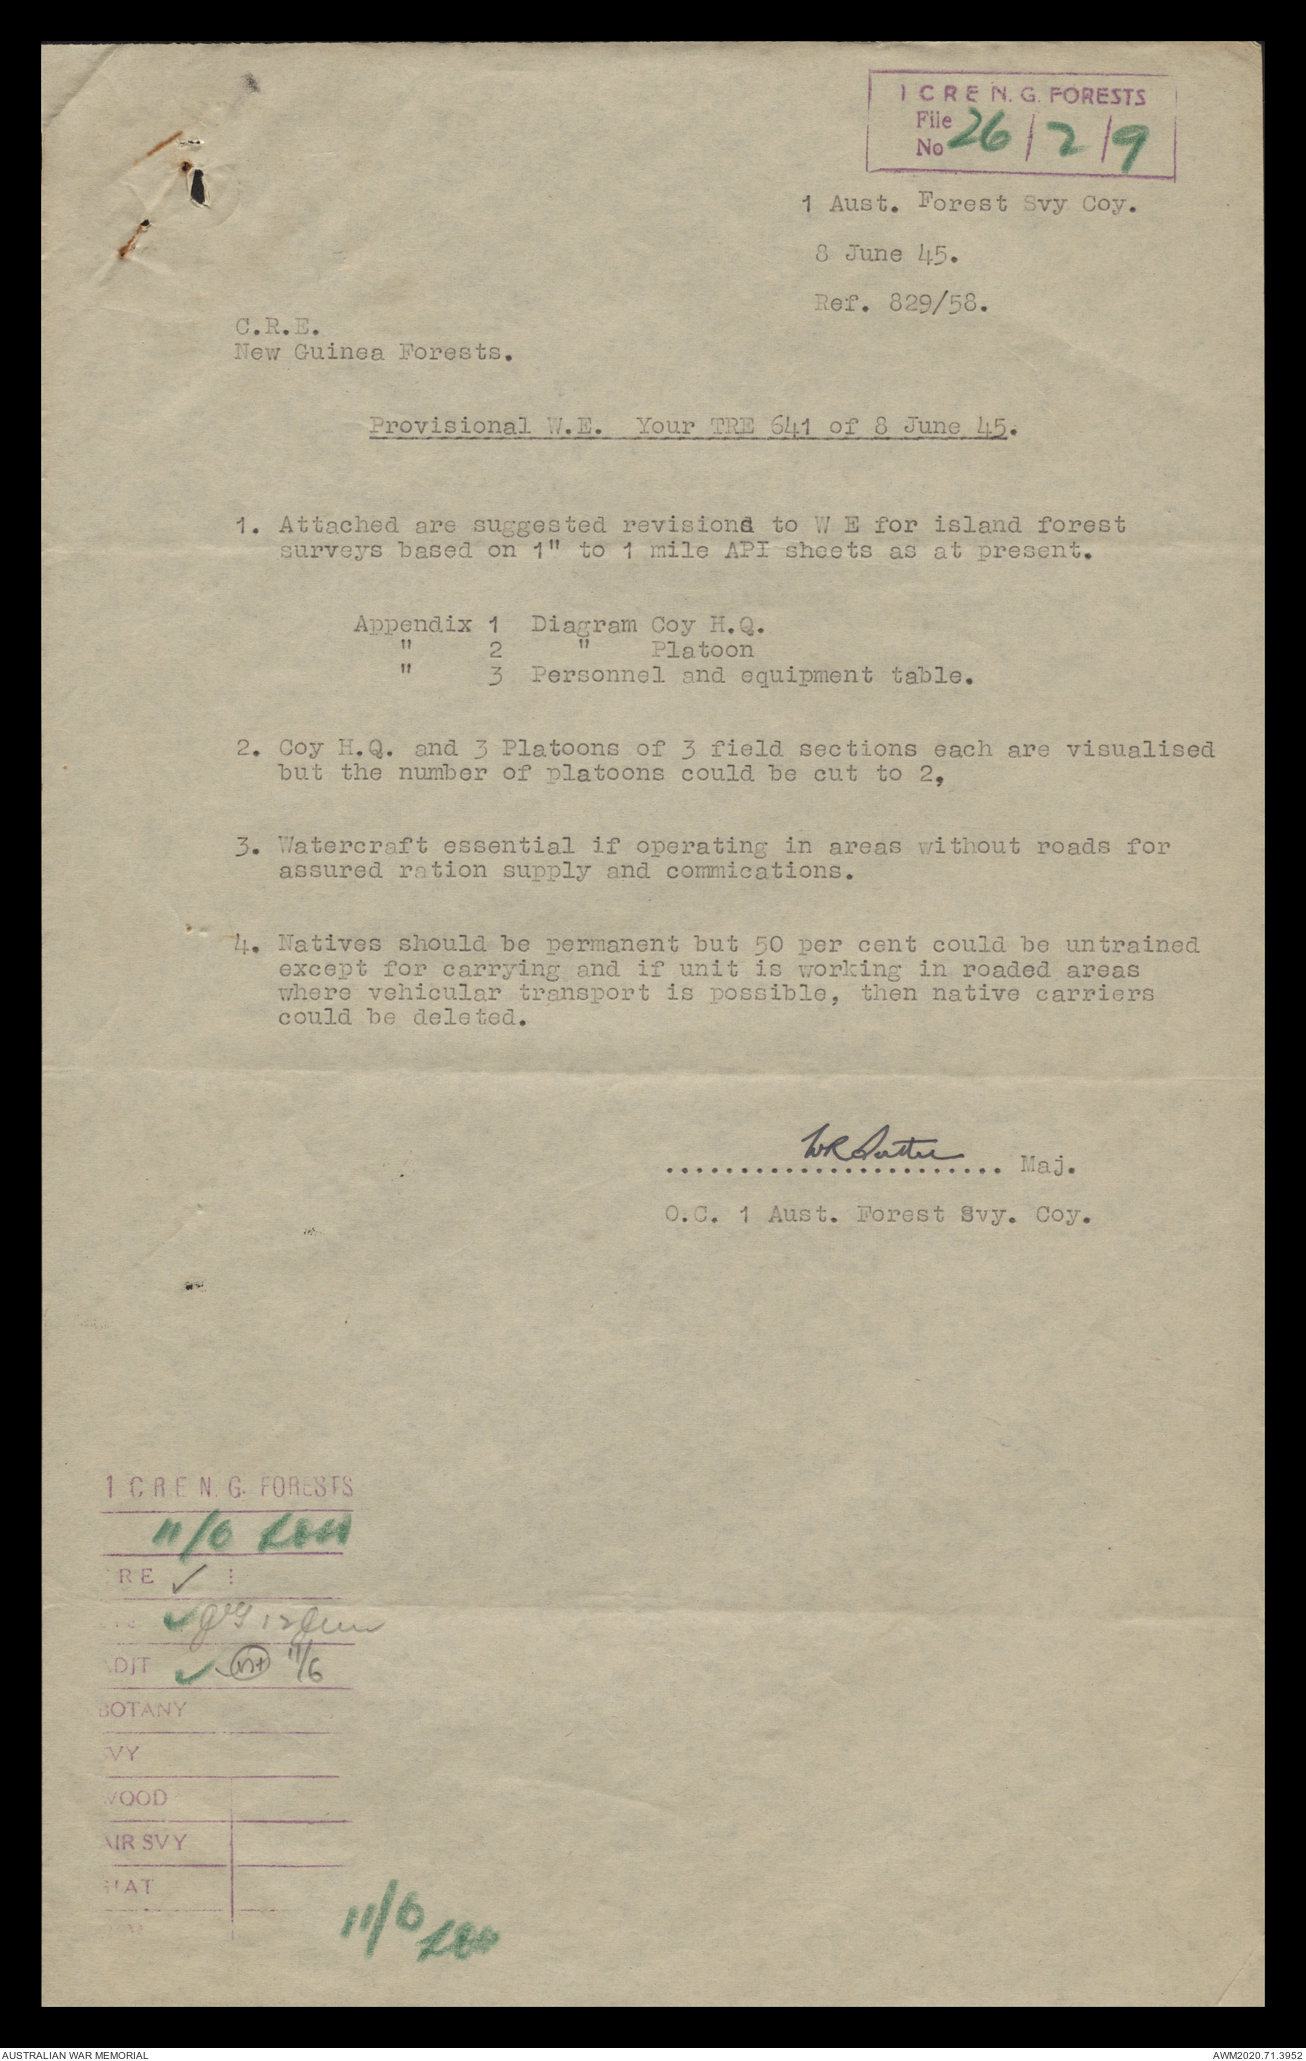 1 C R E N. G. FORESTS
File
No 26/2/9
1 Aust. Forest Svy Coy.
8 June 45.
Ref. 829/58.
C.R.E.
New Guinea Forests.
Provisional W.E. Your TRE 641 of 8 June 45.
1. Attached are suggested revisions to W E for island forest
surveys based on 1" to 1 mile API sheets as at present.
Appendix 1 Diagram Coy H.Q.
" 2 " Platoon
" 3 Personnel and equipment table.
2. Coy H.Q. and 3 Platoons of 3 field sections each are visualised
but the number of platoons could be cut to 2,
3. Watercraft essential if operating in areas without roads for
assured ration supply and commications.
4. Natives should be permanent but 50 per cent could be untrained
except for carrying and if unit is working in roaded areas
where vehicular transport is possible, then native carriers
could be deleted.
........................ Maj.
O.C. 1 Aust. Forest Svy. Coy.
1 C R E N. G. FORESTS
11/6
RE ✓
✓ 12 June
ADJT ✓ 11/6
BOTANY
VY
WOOD
AIR SVY
11/6
AUSTRALIAN WAR MEMORIAL
AWM2020.71.3952